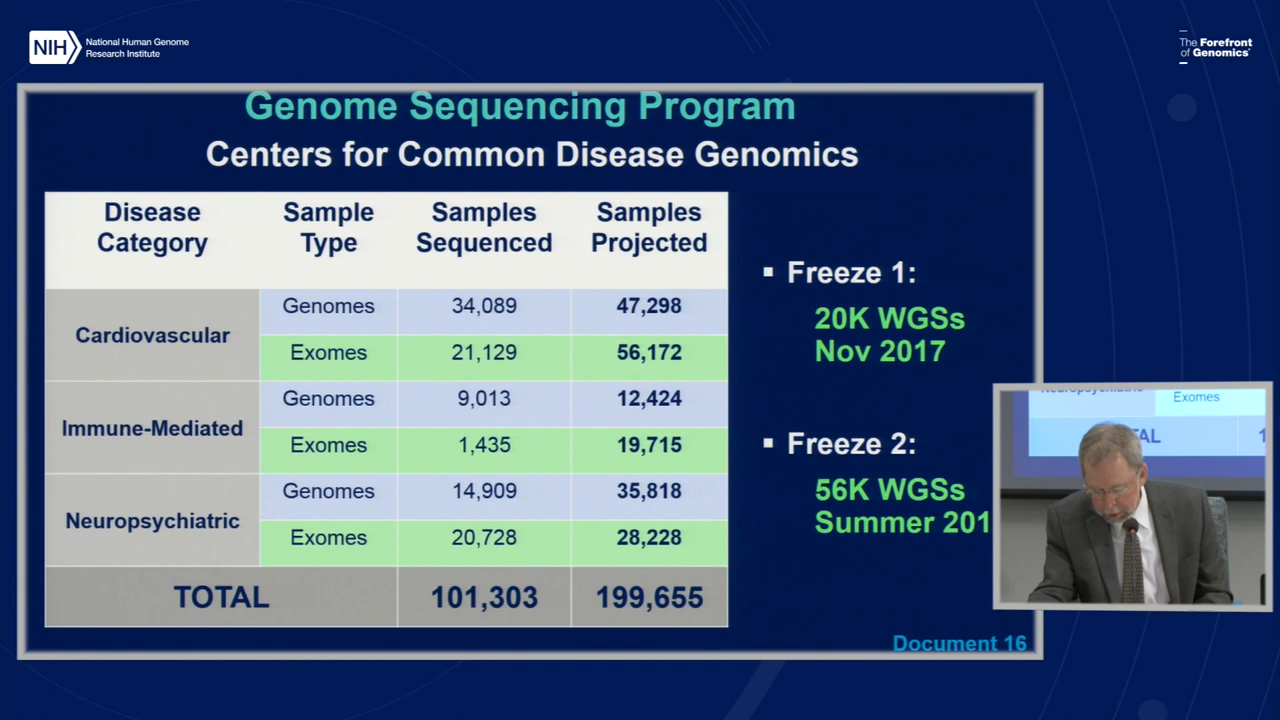 NIH
National Human Genome
Research Institute
The Forefront
of Genomics
Genome Sequencing Program
Centers for Common Disease Genomics
Disease Category Sample Type Samples Sequenced Samples Projected
Cardiovascular Genomes 34,089 47,298
Exomes 21,129 56,172
Immune-Mediated Genomes 9,013 12,424
Exomes 1,435 19,715
Neuropsychiatric Genomes 14,909 35,818
Exomes 20,728 28,228
TOTAL 101,303 199,655
▪ Freeze 1:
20K WGSs
Nov 2017
▪ Freeze 2:
56K WGSs
Summer 201
Document 16
Exomes
TAL 1